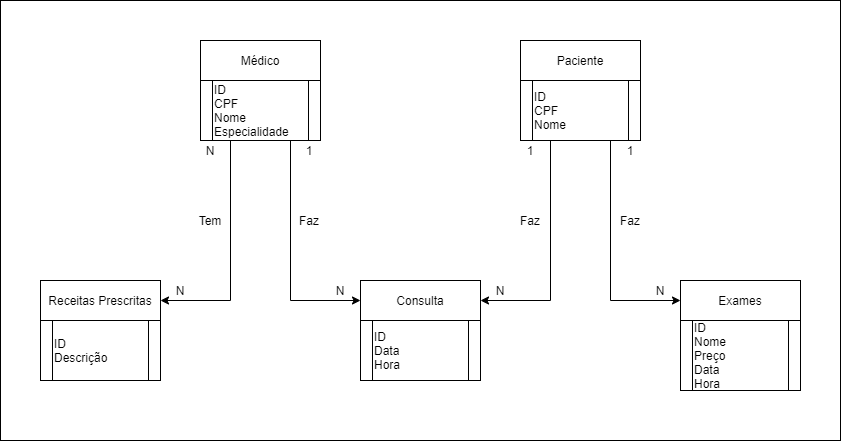 Médico
ID
CPF
Nome
Especialidade
Paciente
ID
CPF
Nome
N
1
1
1
Tem
Faz
Faz
Faz
N
N
N
N
Receitas Prescritas
ID
Descrição
Consulta
ID
Data
Hora
Exames
ID
Nome
Preço
Data
Hora